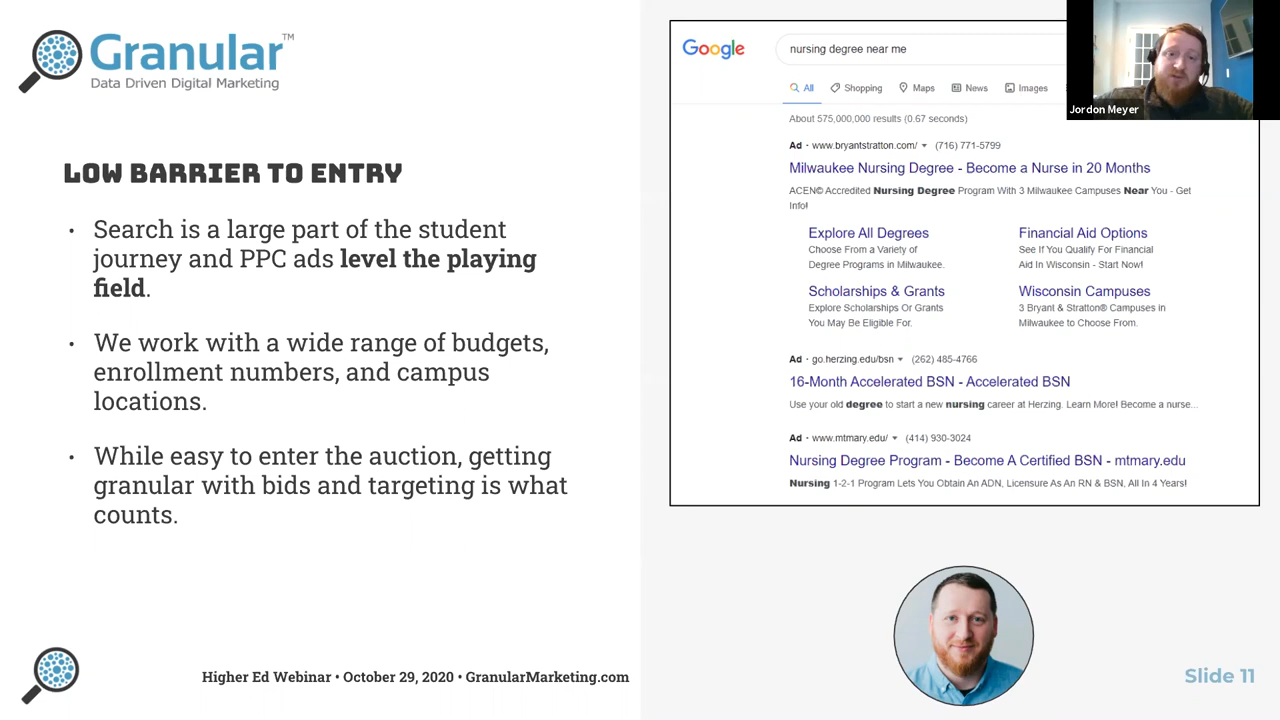 Granular™
Data Driven Digital Marketing
LOW BARRIER TO ENTRY
• Search is a large part of the student
journey and PPC ads level the playing
field.
• We work with a wide range of budgets,
enrollment numbers, and campus
locations.
• While easy to enter the auction, getting
granular with bids and targeting is what
counts.
Google
nursing degree near me
All Shopping Maps News Images
About 575,000,000 results (0.67 seconds)
Ad · www.bryantstratton.com/ (716) 771-5799
Milwaukee Nursing Degree - Become a Nurse in 20 Months
ACEN© Accredited Nursing Degree Program With 3 Milwaukee Campuses Near You - Get
Info!
Explore All Degrees
Choose From a Variety of
Degree Programs in Milwaukee.
Financial Aid Options
See If You Qualify For Financial
Aid In Wisconsin - Start Now!
Scholarships & Grants
Explore Scholarships Or Grants
You May Be Eligible For.
Wisconsin Campuses
3 Bryant & Stratton® Campuses in
Milwaukee to Choose From.
Ad · go.herzing.edu/bsn (262) 485-4766
16-Month Accelerated BSN - Accelerated BSN
Use your old degree to start a new nursing career at Herzing. Learn More! Become a nurse...
Ad · www.mtmary.edu/ (414) 930-3024
Nursing Degree Program - Become A Certified BSN - mtmary.edu
Nursing 1-2-1 Program Lets You Obtain An ADN, Licensure As An RN & BSN, All In 4 Years!
Jordon Meyer
Higher Ed Webinar • October 29, 2020 • GranularMarketing.com
Slide 11